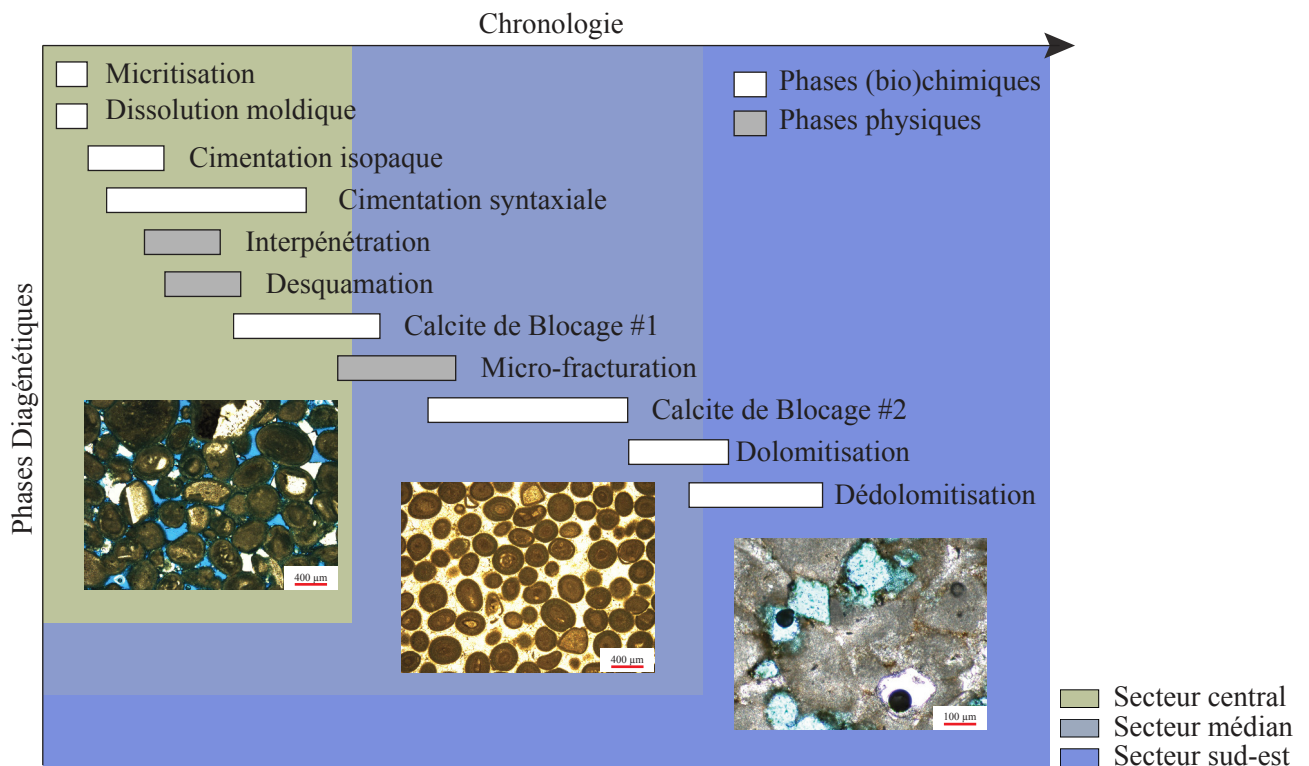 Chronologie
Micritisation
Dissolution moldique
Phases (bio)chimiques
Phases physiques
Cimentation isopaque
Cimentation syntaxiale
Interpénétration
Desquamation
Calcite de Blocage #1
Micro-fracturation
Calcite de Blocage #2
Dolomitisation
Dédolomitisation
Phases Diagénétiques
400 µm
400 µm
100 µm
Secteur central
Secteur médian
Secteur sud-est